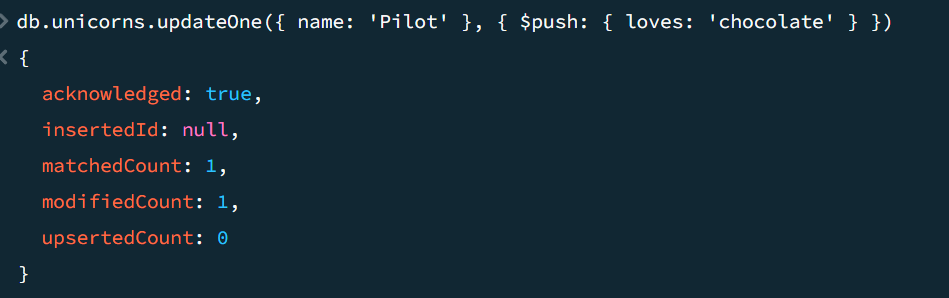 > db.unicorns.updateOne({ name: 'Pilot' }, { $push: { loves: 'chocolate' } })
< {
acknowledged: true,
insertedId: null,
matchedCount: 1,
modifiedCount: 1,
upsertedCount: 0
}